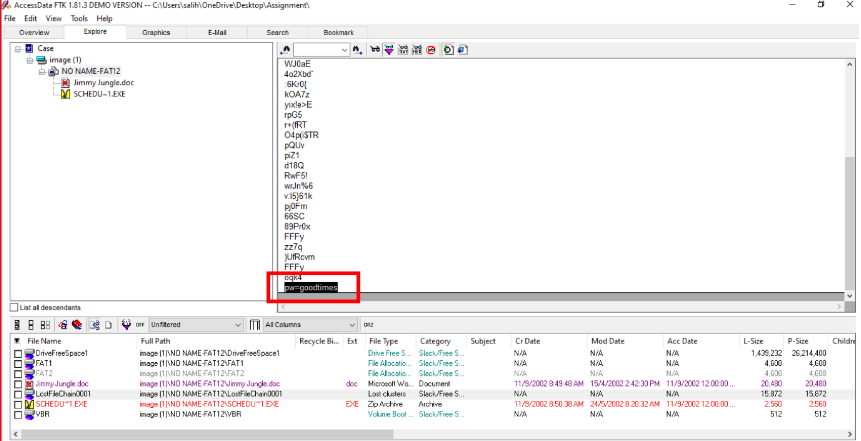 AccessData FTK 1.81.3 DEMO VERSION -- C:\Users\salih\OneDrive\Desktop\Assignment\
File Edit View Tools Help
Overview Explore Graphics E-Mail Search Bookmark
Case
image (1)
NO NAME-FAT12
Jimmy Jungle.doc
SCHEDU~1.EXE
WJ0aE
4o2Xbd`
:6Kr0[
kOA7z
yix!e>E
rpG5
r+(fRT
O4p(i$TR
pQUv
piZ1
d18Q
RwF5!
wrJn%6
v:I5}61k
pj0Fm
66SC
89Pr0x
FFFy
zz7q
)UfRcvm
FFFy
oqk4
pw=goodtimes
List all descendants
OFF Unfiltered All Columns
File Name Full Path Recycle Bi... Ext File Type Category Subject Cr Date Mod Date Acc Date L-Size P-Size Childre
DriveFreeSpace1 image (1)\NO NAME-FAT12\DriveFreeSpace1 Drive Free S... Slack/Free S... N/A N/A N/A 1,439,232 26,214,400
FAT1 image (1)\NO NAME-FAT12\FAT1 File Allocatio... Slack/Free S... N/A N/A N/A 4,608 4,608
FAT2 image (1)\NO NAME-FAT12\FAT2 File Allocatio... Slack/Free S... N/A N/A N/A 4,608 4,608
Jimmy Jungle.doc image (1)\NO NAME-FAT12\Jimmy Jungle.doc doc Microsoft Wo... Document 11/9/2002 8:49:48 AM 15/4/2002 2:42:30 PM 11/9/2002 12:00:00 ... 20,480 20,480
LostFileChain0001 image (1)\NO NAME-FAT12\LostFileChain0001 Lost clusters Slack/Free S... N/A N/A N/A 15,872 15,872
SCHEDU~1.EXE image (1)\NO NAME-FAT12\SCHEDU~1.EXE EXE Zip Archive Archive 11/9/2002 8:50:38 AM 24/5/2002 8:20:32 AM 11/9/2002 12:00:00 ... 2,560 2,560
VBR image (1)\NO NAME-FAT12\VBR Volume Boot ... Slack/Free S... N/A N/A N/A 512 512